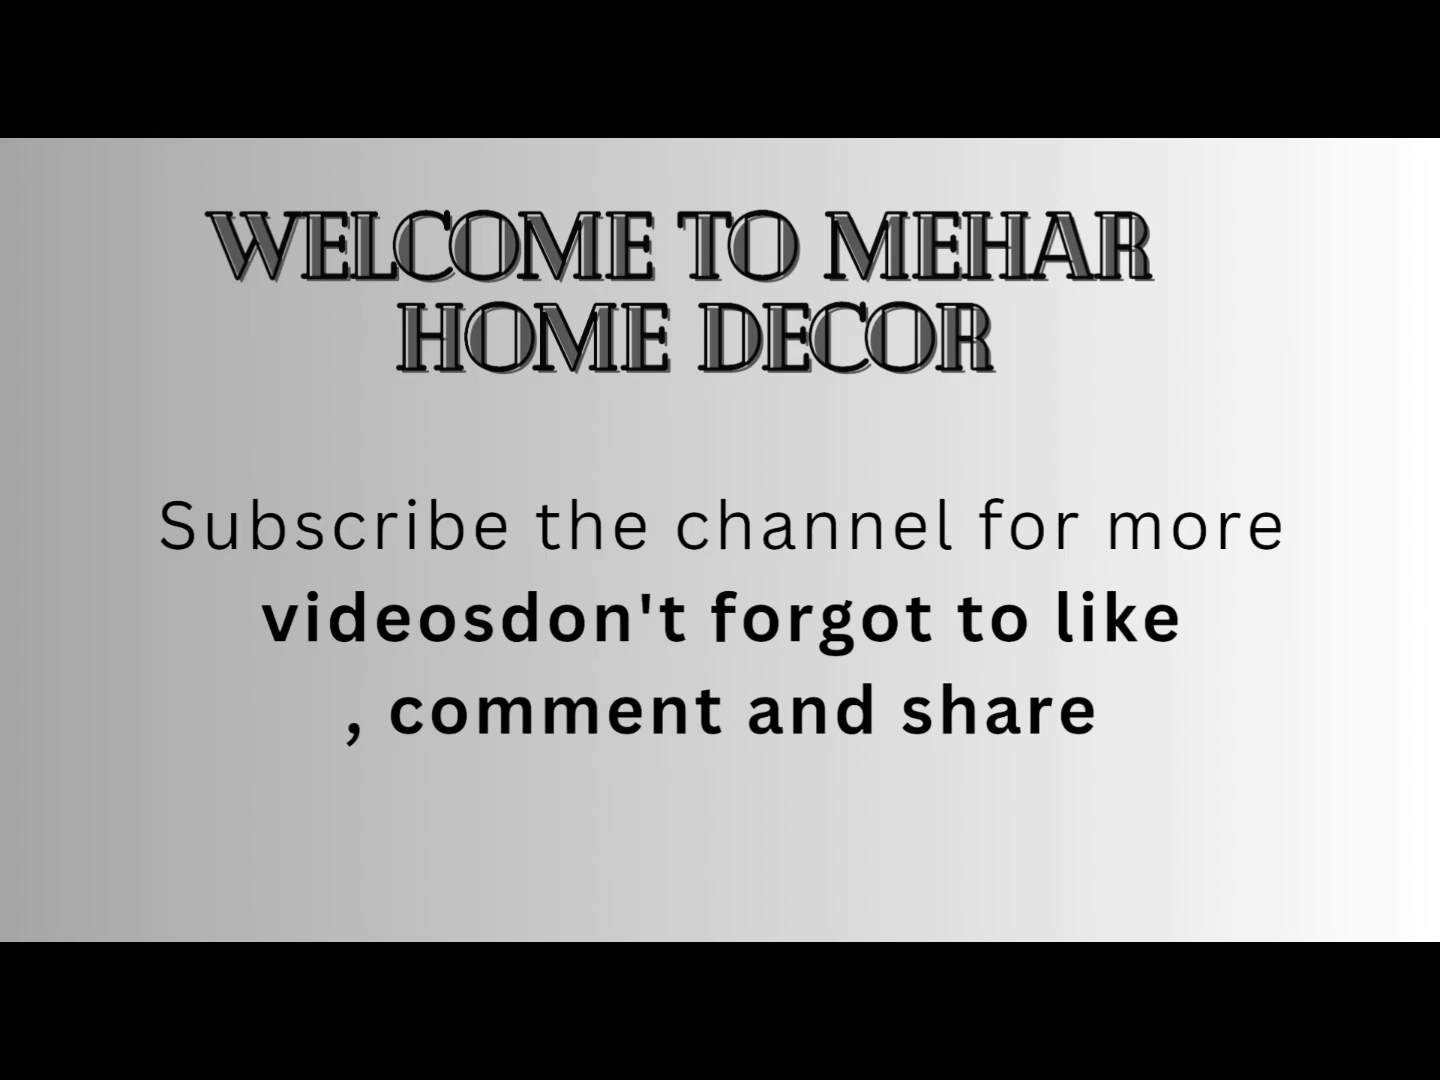 WELCOME TO MEHAR
HOME DECOR
Subscribe the channel for more
videosdon't forgot to like
, comment and share